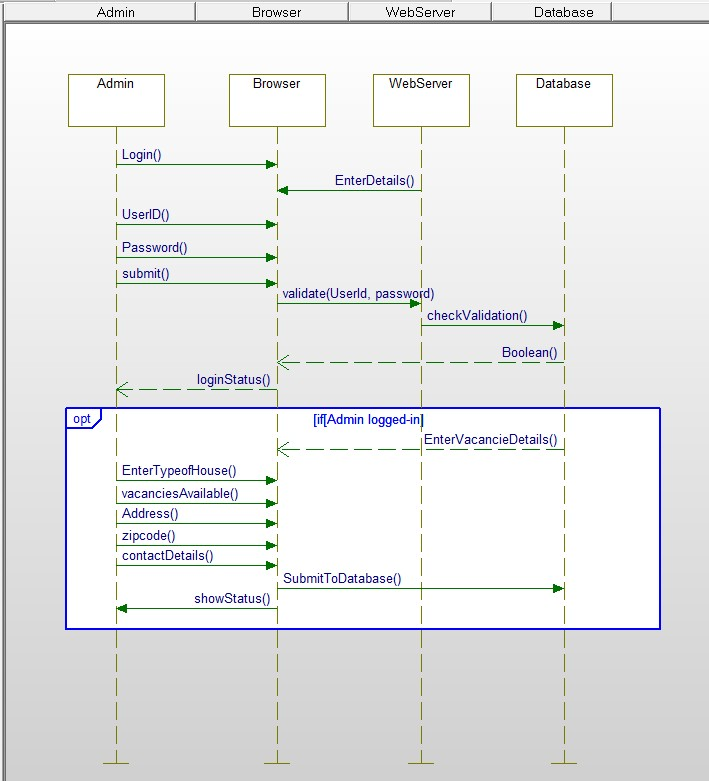 Admin Browser WebServer Database
Admin Browser WebServer Database
Login()
EnterDetails()
UserID()
Password()
submit()
validate(UserId, password)
checkValidation()
Boolean()
loginStatus()
opt [if[Admin logged-in]
EnterVacancieDetails()
EnterTypeofHouse()
vacanciesAvailable()
Address()
zipcode()
contactDetails()
SubmitToDatabase()
showStatus()